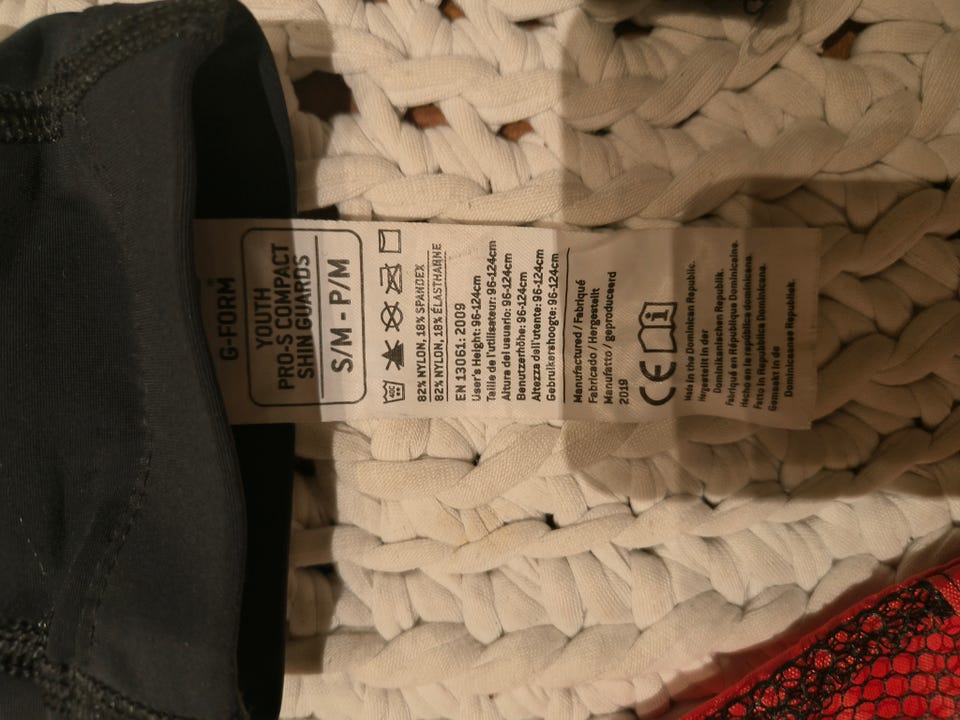 G-FORM
YOUTH
PRO-S COMPACT
SHIN GUARDS
S/M - P/M
40C
82% NYLON, 18% SPANDEX
82% NYLON, 18% ÉLASTHANNE
EN 13061: 2009
User's Height: 96-124cm
Taille de l'utilisateur: 96-124cm
Altura del usuario: 96-124cm
Benutzerhöhe: 96-124cm
Altezza dell'utente: 96-124cm
Gebruikershoogte: 96-124cm
Manufactured / Fabriqué
Fabricado / Hergestellt
Manufatto / geproduceerd
2019
CE i
Made in the Dominican Republic.
Hergestellt in der
Dominikanischen Republik.
Fabriqué en République Dominicaine.
Hecho en república dominicana.
Fatto in Repubblica Dominicana.
Gemaakt in de
Dominicaanse Republiek.